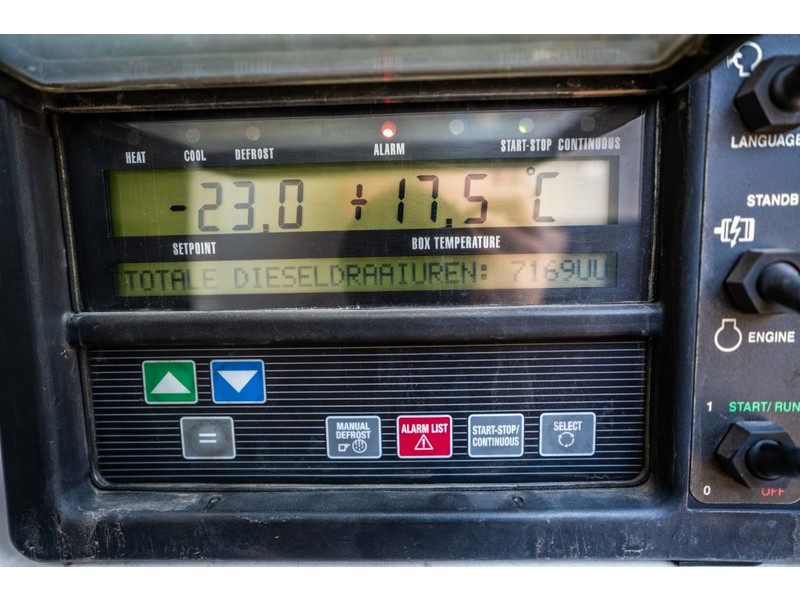 HEAT COOL DEFROST ALARM START-STOP CONTINUOUS
-23.0 +17.5 °C
SETPOINT BOX TEMPERATURE
TOTALE DIESELDRAAIUREN: 7169UU
MANUAL DEFROST
ALARM LIST
START-STOP/ CONTINUOUS
SELECT
=
LANGUAGE
STANDB
ENGINE
1 START/RUN
0 OFF